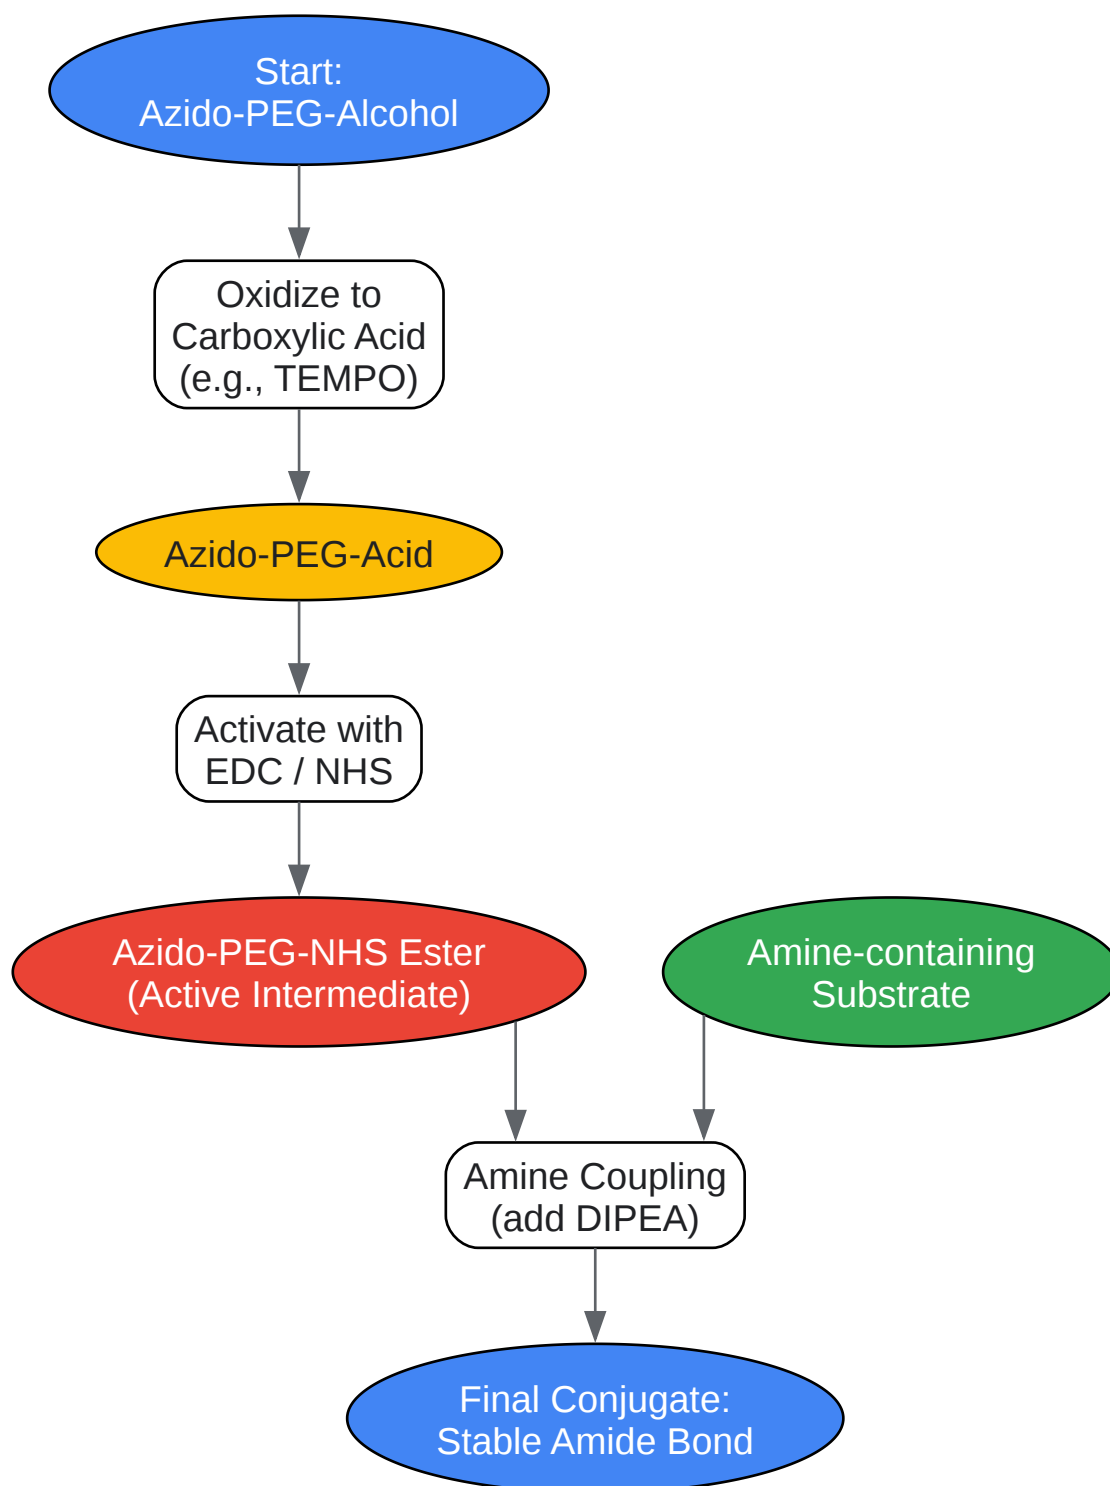 Start:
Azido-PEG-Alcohol
Oxidize to
Carboxylic Acid
(e.g., TEMPO)
Azido-PEG-Acid
Activate with
EDC / NHS
Azido-PEG-NHS Ester
(Active Intermediate)
Amine-containing
Substrate
Amine Coupling
(add DIPEA)
Final Conjugate:
Stable Amide Bond